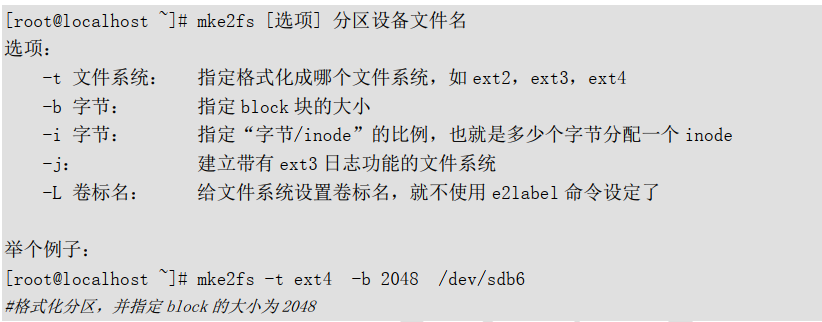 [root@localhost ~]# mke2fs [选项] 分区设备文件名
选项：
-t 文件系统： 指定格式化成哪个文件系统，如 ext2，ext3，ext4
-b 字节： 指定 block 块的大小
-i 字节： 指定“字节/inode”的比例，也就是多少个字节分配一个 inode
-j： 建立带有 ext3 日志功能的文件系统
-L 卷标名： 给文件系统设置卷标名，就不使用 e2label 命令设定了
举个例子：
[root@localhost ~]# mke2fs -t ext4 -b 2048 /dev/sdb6
#格式化分区，并指定 block 的大小为 2048